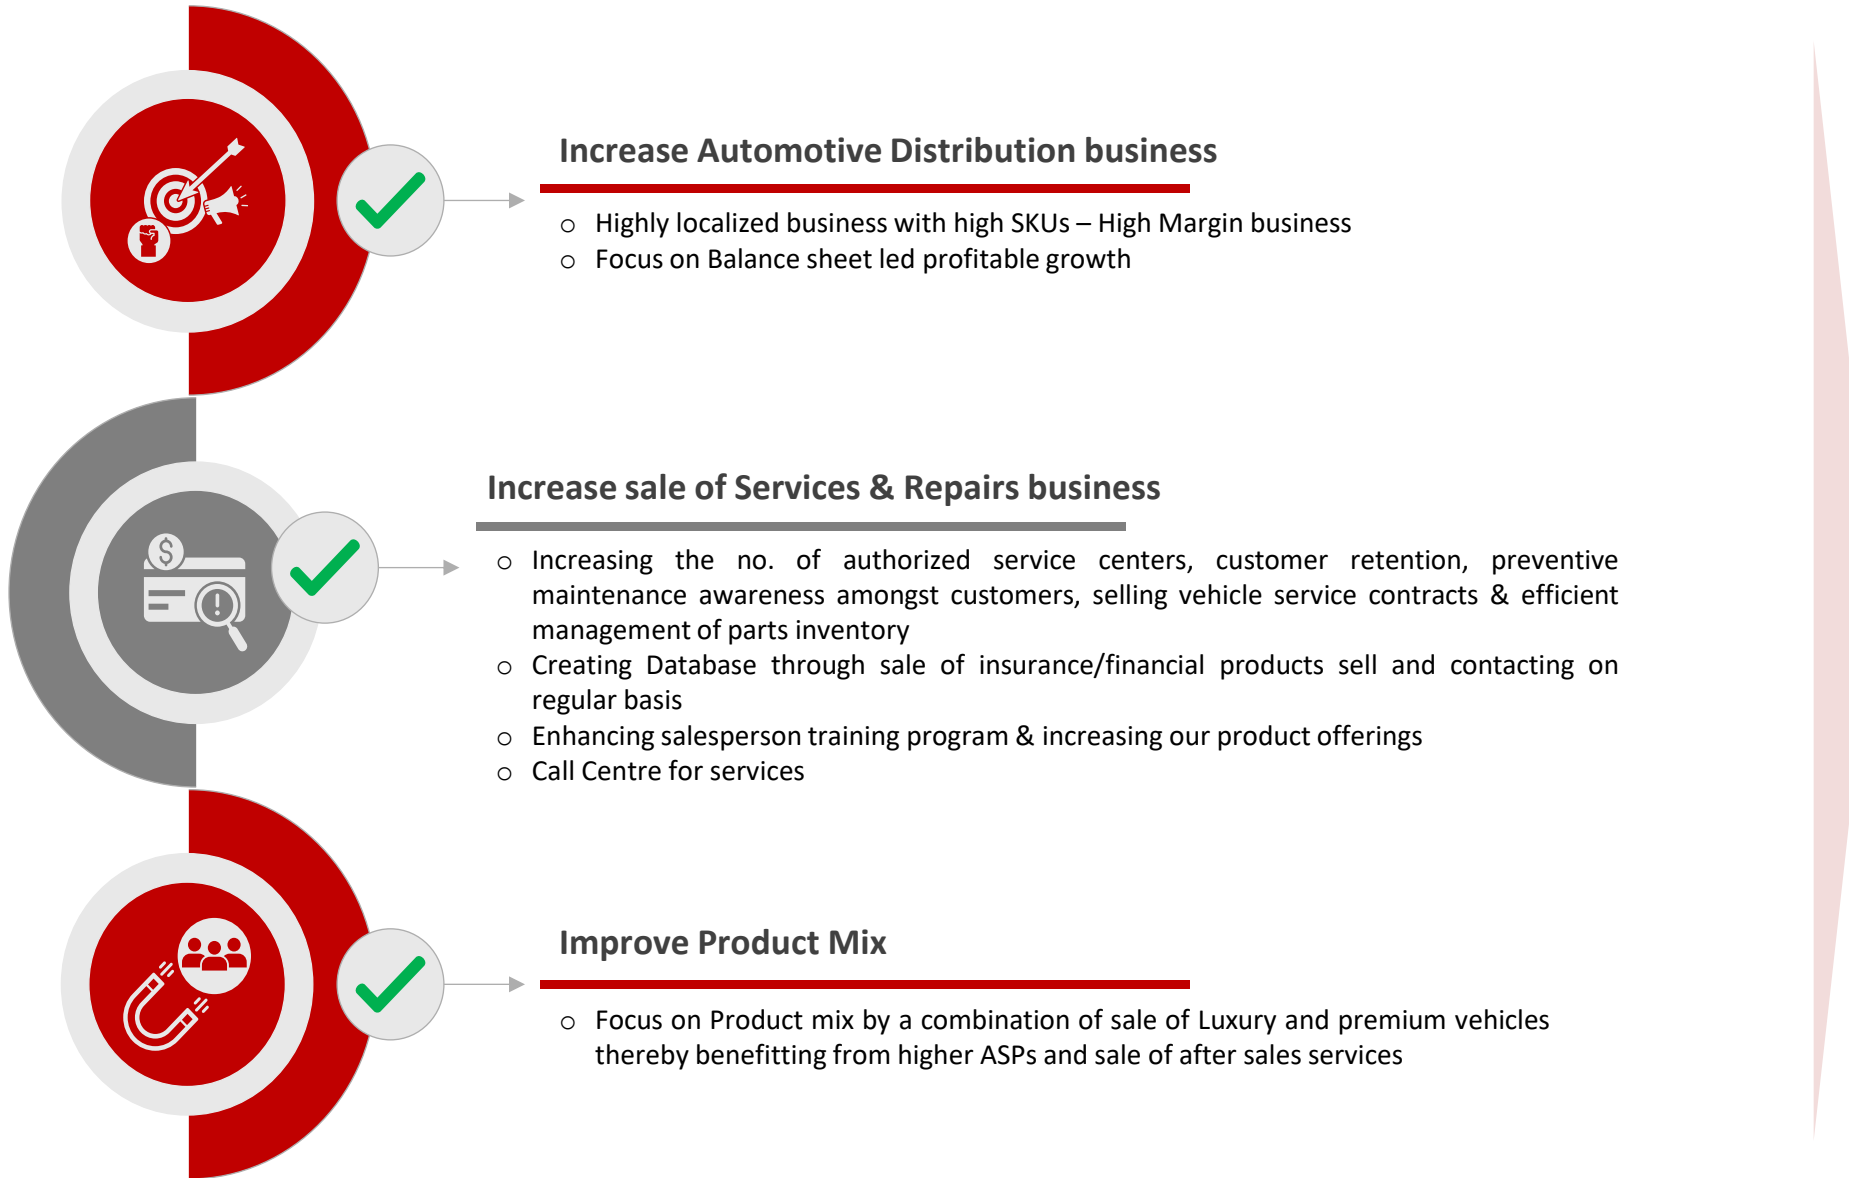 Increase Automotive Distribution business
o Highly localized business with high SKUs – High Margin business
o Focus on Balance sheet led profitable growth
Increase sale of Services & Repairs business
o Increasing the no. of authorized service centers, customer retention, preventive
maintenance awareness amongst customers, selling vehicle service contracts & efficient
management of parts inventory
o Creating Database through sale of insurance/financial products sell and contacting on
regular basis
o Enhancing salesperson training program & increasing our product offerings
o Call Centre for services
Improve Product Mix
o Focus on Product mix by a combination of sale of Luxury and premium vehicles
thereby benefitting from higher ASPs and sale of after sales services